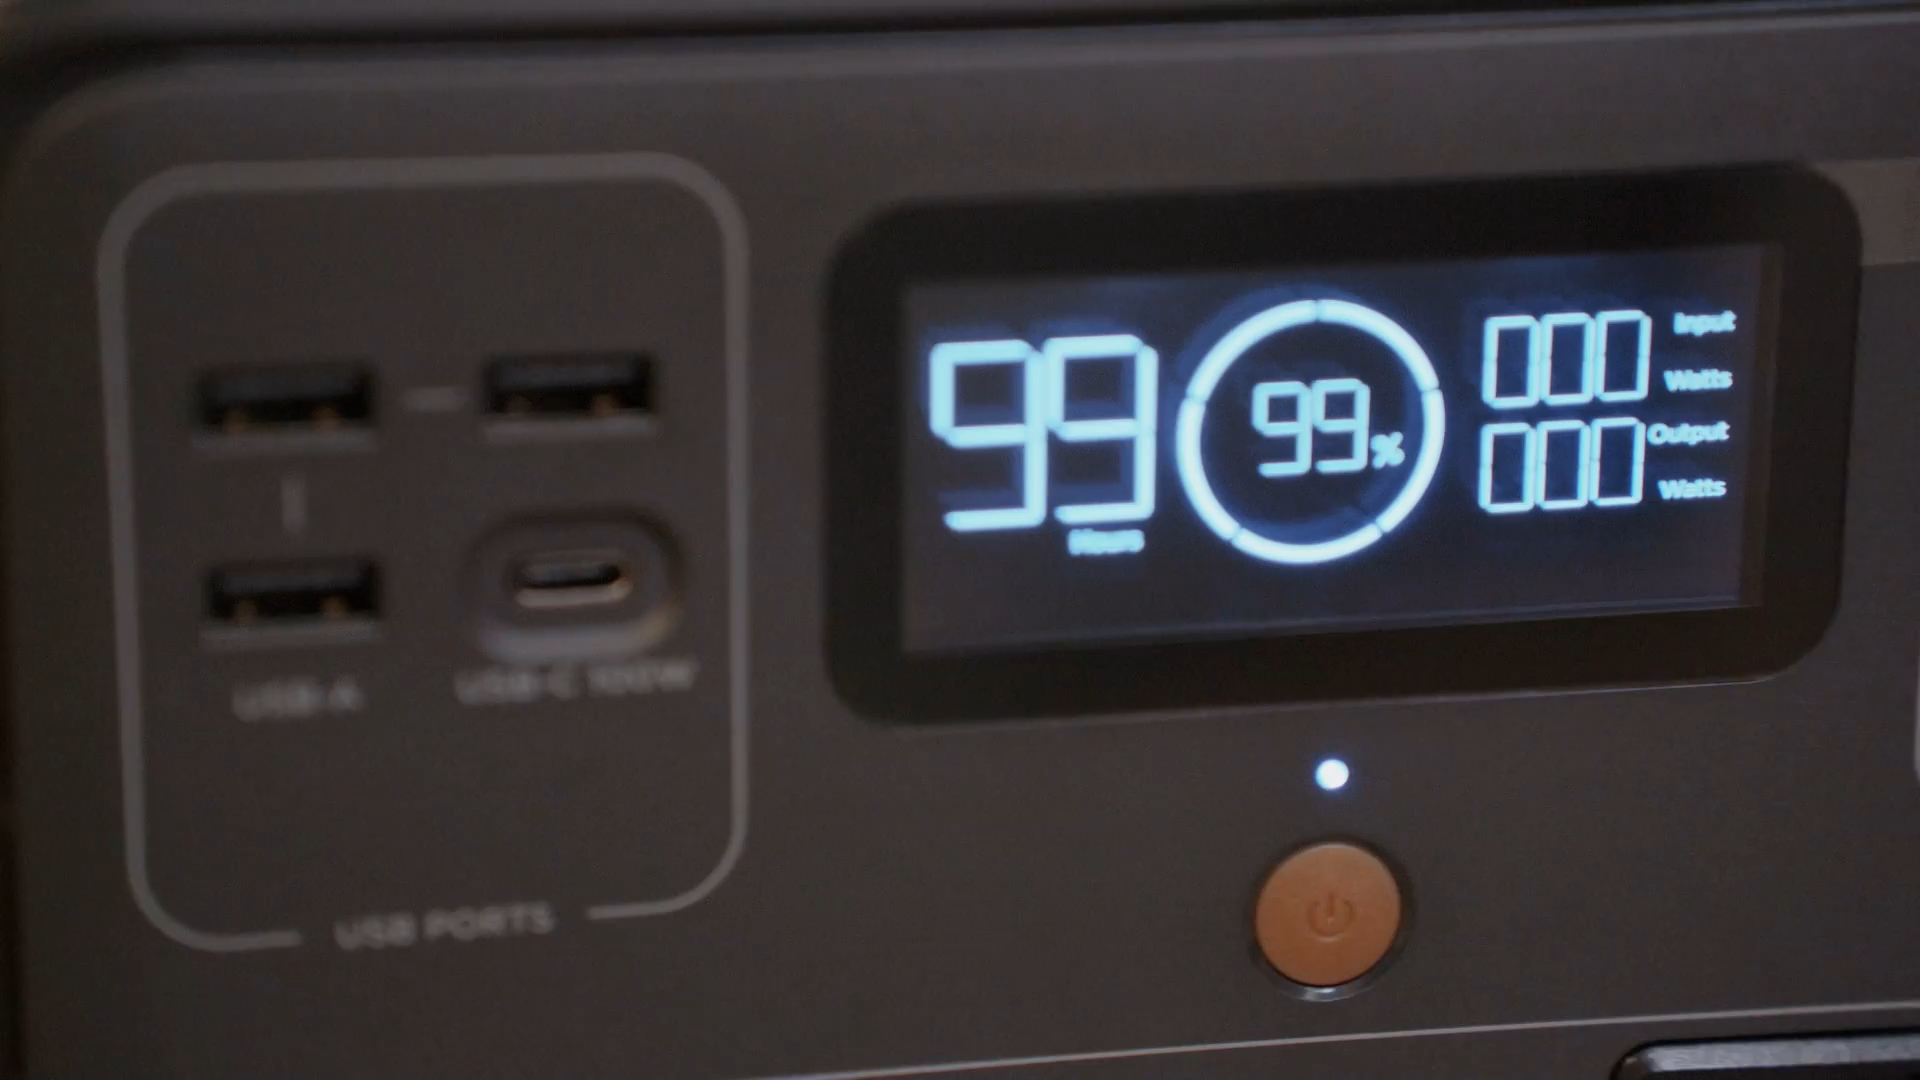 USB-A
USB-C 100W
USB PORTS
99
Hours
99%
000 Input
Watts
000 Output
Watts